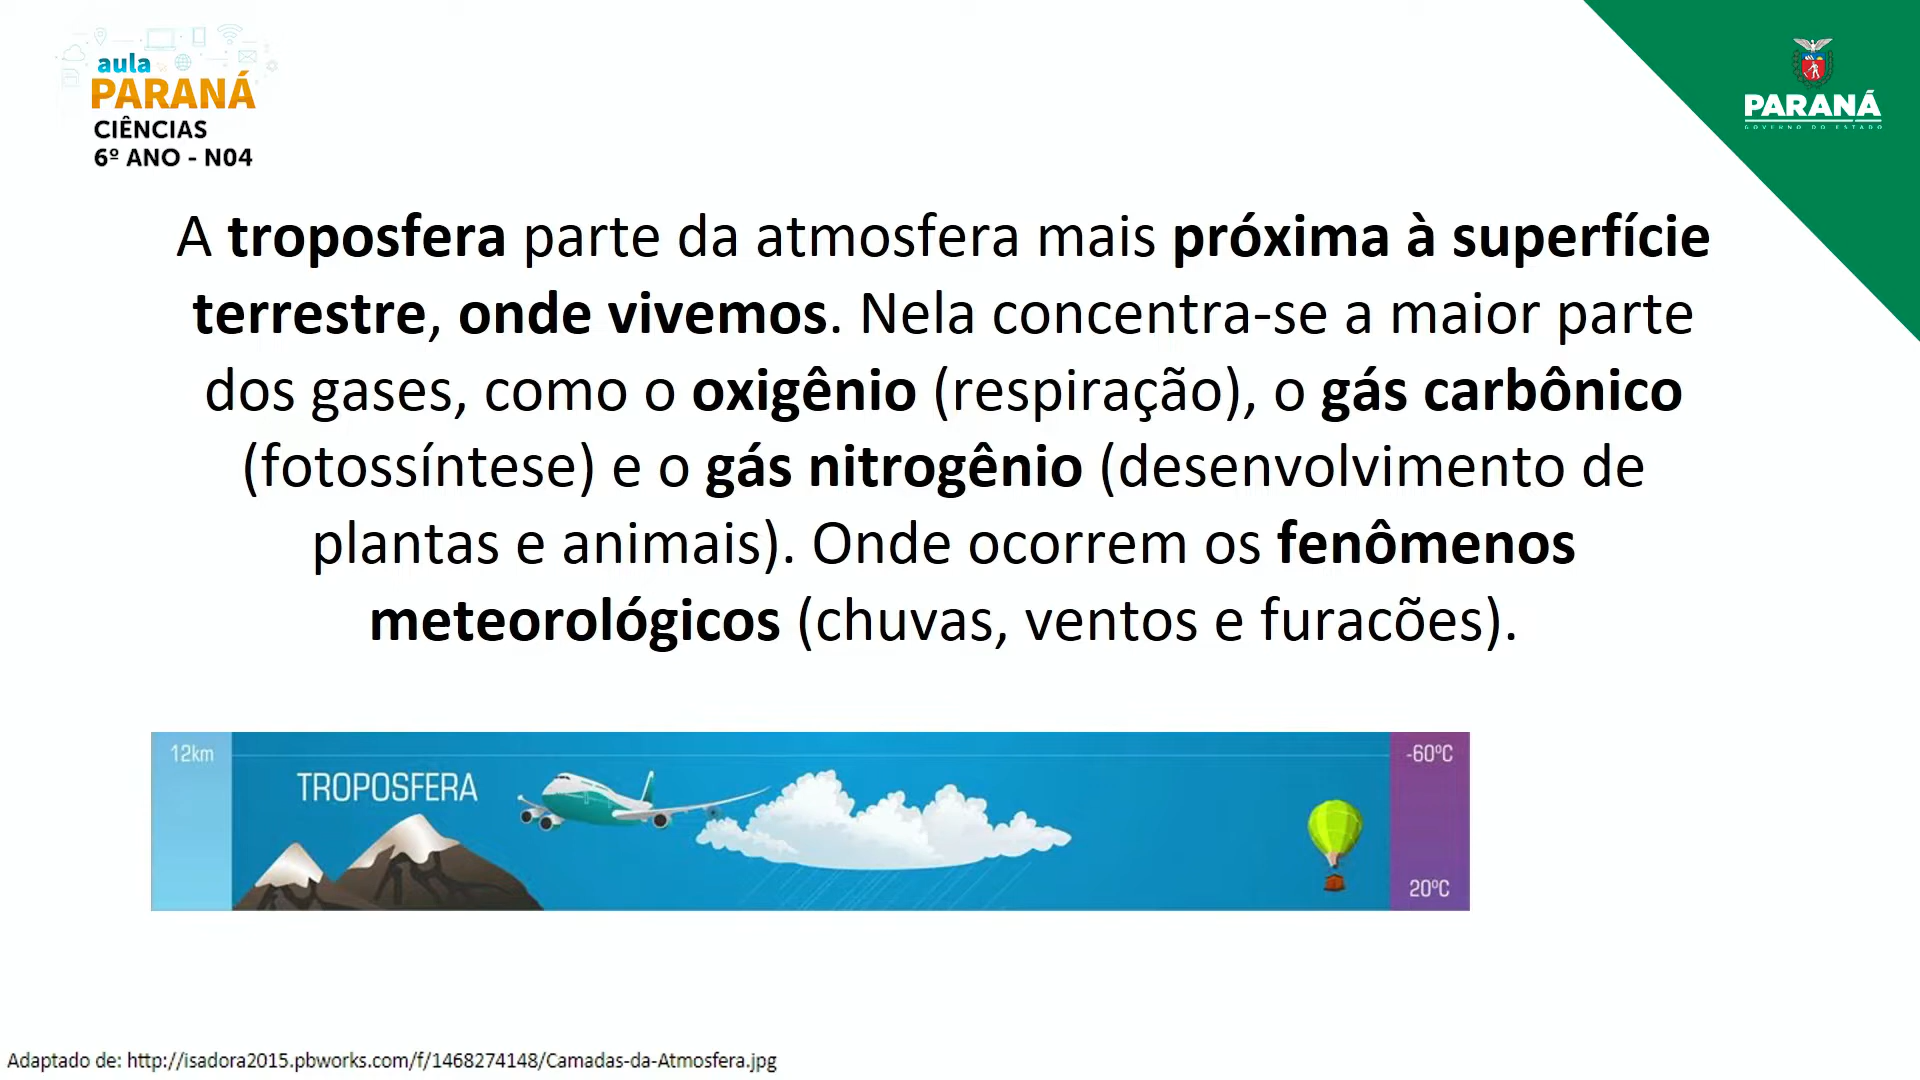 aula
PARANÁ
CIÊNCIAS
6º ANO - N04
PARANÁ
GOVERNO DO ESTADO
A troposfera parte da atmosfera mais próxima à superfície
terrestre, onde vivemos. Nela concentra-se a maior parte
dos gases, como o oxigênio (respiração), o gás carbônico
(fotossíntese) e o gás nitrogênio (desenvolvimento de
plantas e animais). Onde ocorrem os fenômenos
meteorológicos (chuvas, ventos e furacões).
12km
TROPOSFERA
-60ºC
20ºC
Adaptado de: http://isadora2015.pbworks.com/f/1468274148/Camadas-da-Atmosfera.jpg